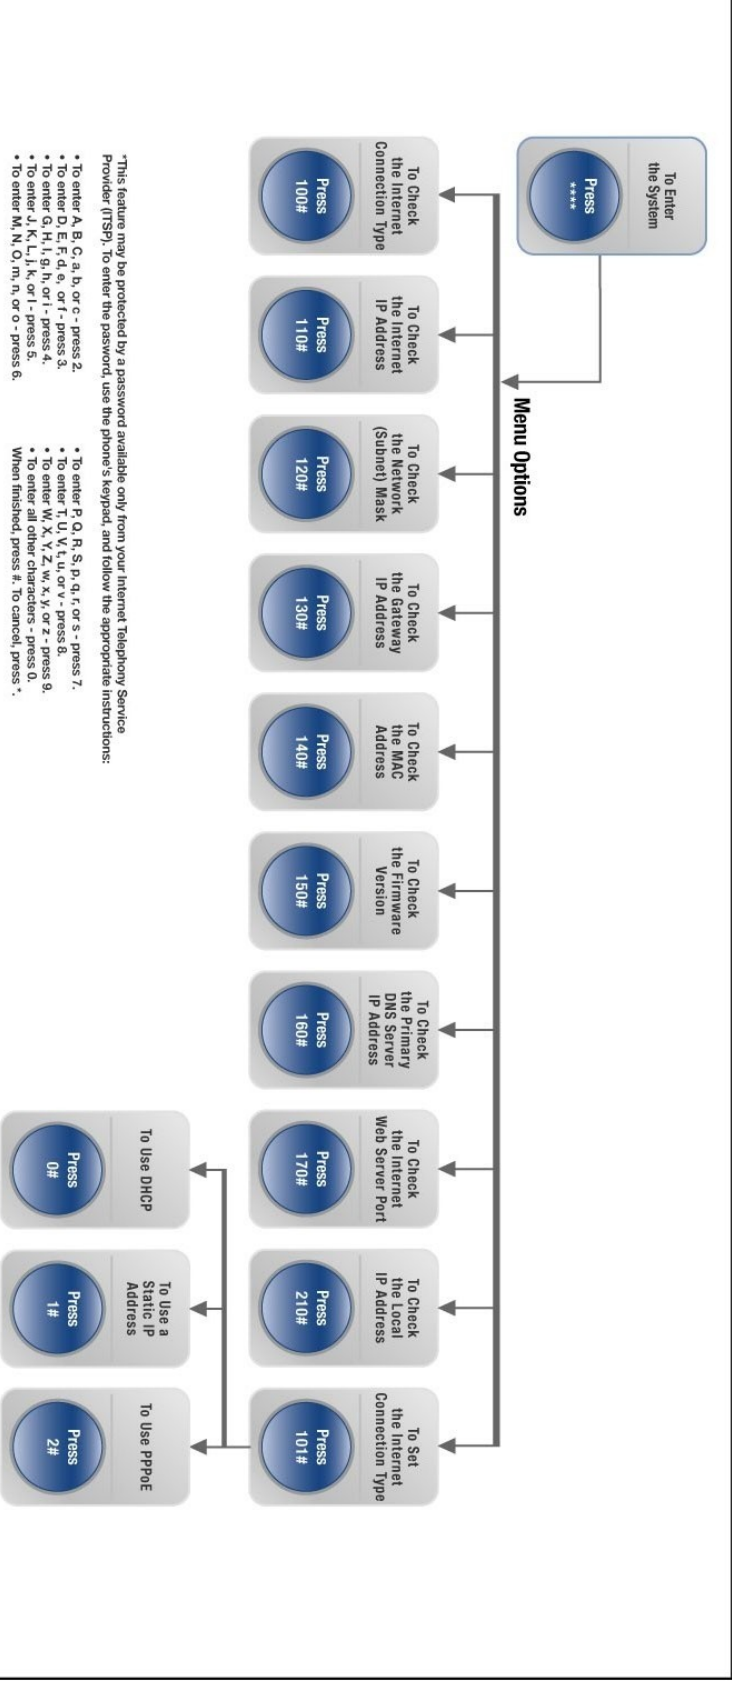 To Enter
the System
Press
****
Menu Options
To Check
the Internet
Connection Type
Press
100#
To Check
the Internet
IP Address
Press
110#
To Check
the Network
(Subnet) Mask
Press
120#
To Check
the Gateway
IP Address
Press
130#
To Check
the MAC
Address
Press
140#
To Check
the Firmware
Version
Press
150#
To Check
the Primary
DNS Server
IP Address
Press
160#
To Check
the Internet
Web Server Port
Press
170#
To Check
the Local
IP Address
Press
210#
To Set
the Internet
Connection Type
Press
101#
To Use DHCP
Press
0#
To Use a
Static IP
Address
Press
1#
To Use PPPoE
Press
2#
*This feature may be protected by a password available only from your Internet Telephony Service
Provider (ITSP). To enter the pasword, use the phone's keypad, and follow the appropriate instructions:
• To enter A, B, C, a, b, or c - press 2.
• To enter D, E, F, d, e, or f - press 3.
• To enter G, H, I, g, h, or i - press 4.
• To enter J, K, L, j, k, or l - press 5.
• To enter M, N, O, m, n, or o - press 6.
• To enter P, Q, R, S, p, q, r, or s - press 7.
• To enter T, U, V, t, u, or v - press 8.
• To enter W, X, Y, Z, w, x, y, or z - press 9.
• To enter all other characters - press 0.
When finished, press #. To cancel, press *.